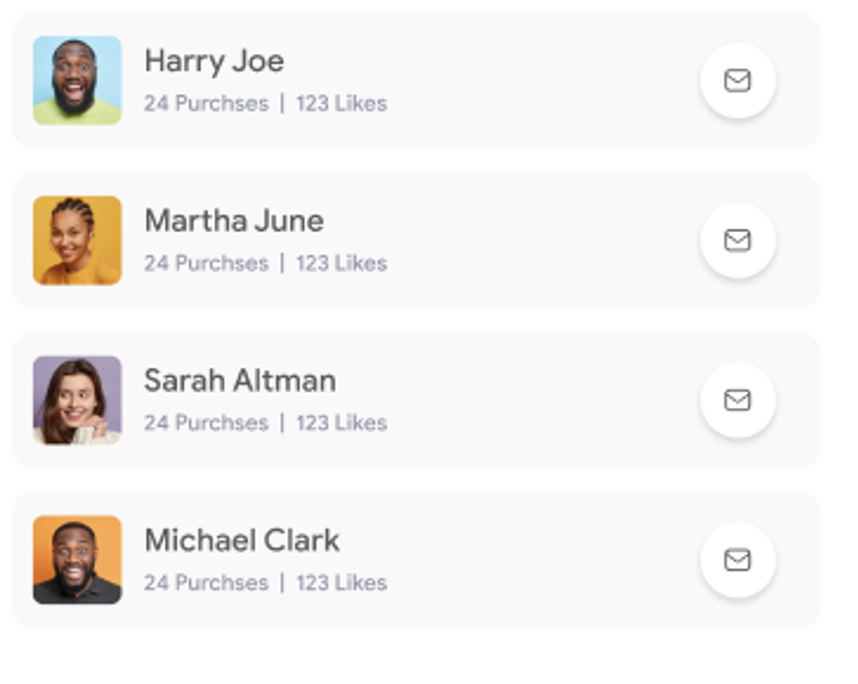 Harry Joe
24 Purchses | 123 Likes
Martha June
24 Purchses | 123 Likes
Sarah Altman
24 Purchses | 123 Likes
Michael Clark
24 Purchses | 123 Likes